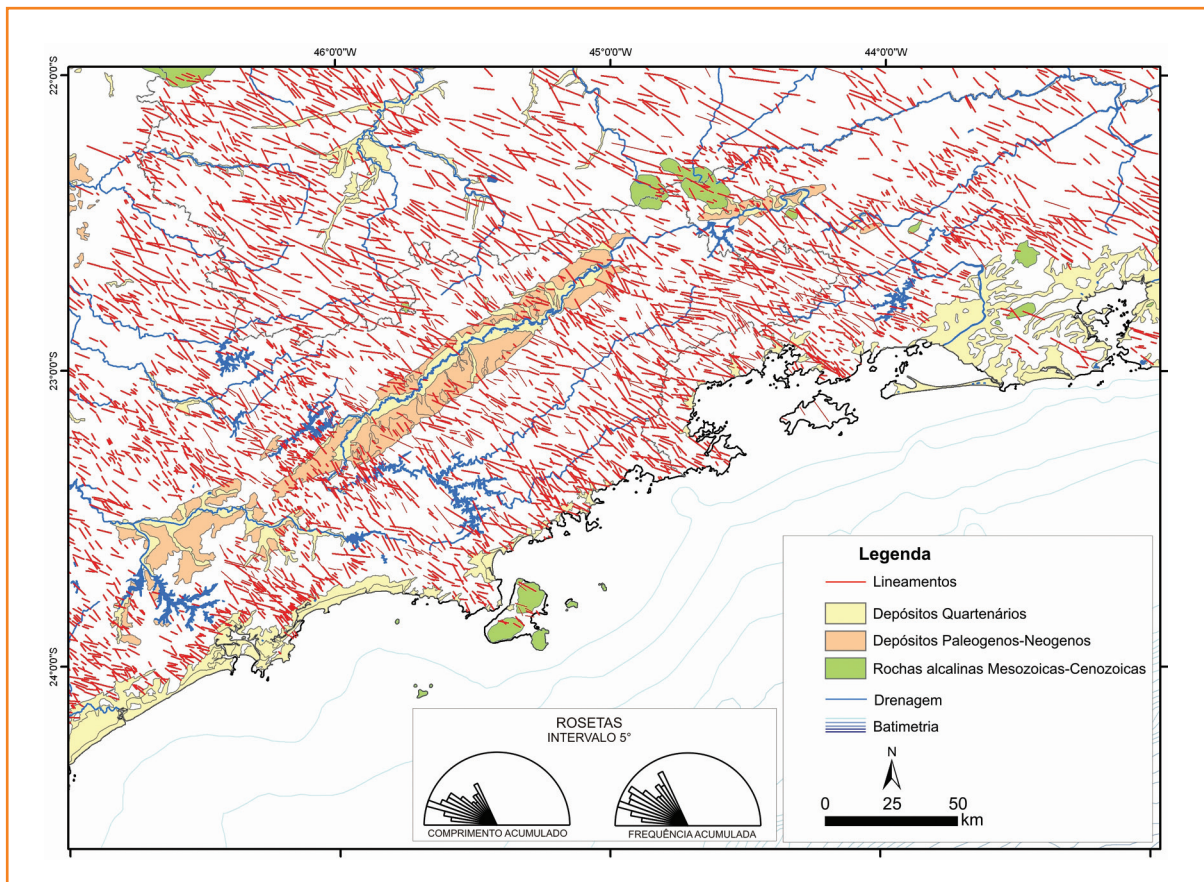 46°0'0"W
45°0'0"W
44°0'0"W
22°0'0"S
23°0'0"S
24°0'0"S
Legenda
Lineamentos
Depósitos Quartenários
Depósitos Paleogenos-Neogenos
Rochas alcalinas Mesozoicas-Cenozoicas
Drenagem
Batimetria
N
0 25 50
km
ROSETAS
INTERVALO 5°
COMPRIMENTO ACUMULADO
FREQUÊNCIA ACUMULADA